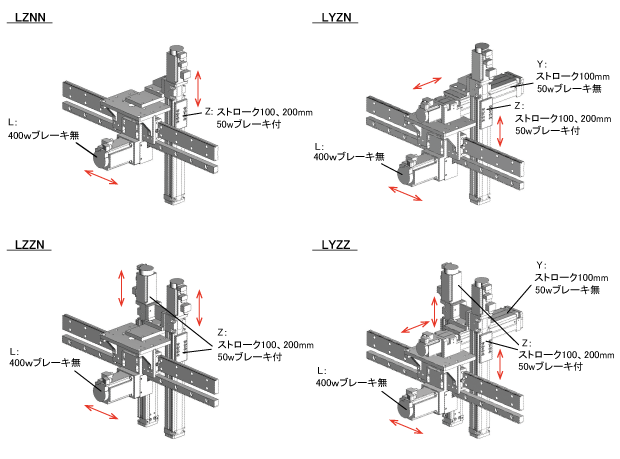 LZNN
Z:
ストローク100、200mm
50wブレーキ付
L:
400wブレーキ無
LYZN
Y:
ストローク100mm
50wブレーキ無
Z:
ストローク100、200mm
50wブレーキ付
L:
400wブレーキ無
LZZN
Z:
ストローク100、200mm
50wブレーキ付
L:
400wブレーキ無
LYZZ
Y:
ストローク100mm
50wブレーキ無
Z:
ストローク100、200mm
50wブレーキ付
L:
400wブレーキ無